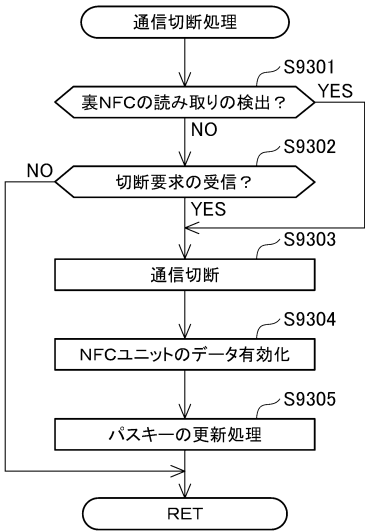 通信切断処理
S9301
裏NFCの読み取りの検出？
YES
NO
S9302
NO
切断要求の受信？
YES
S9303
通信切断
S9304
NFCユニットのデータ有効化
S9305
パスキーの更新処理
RET